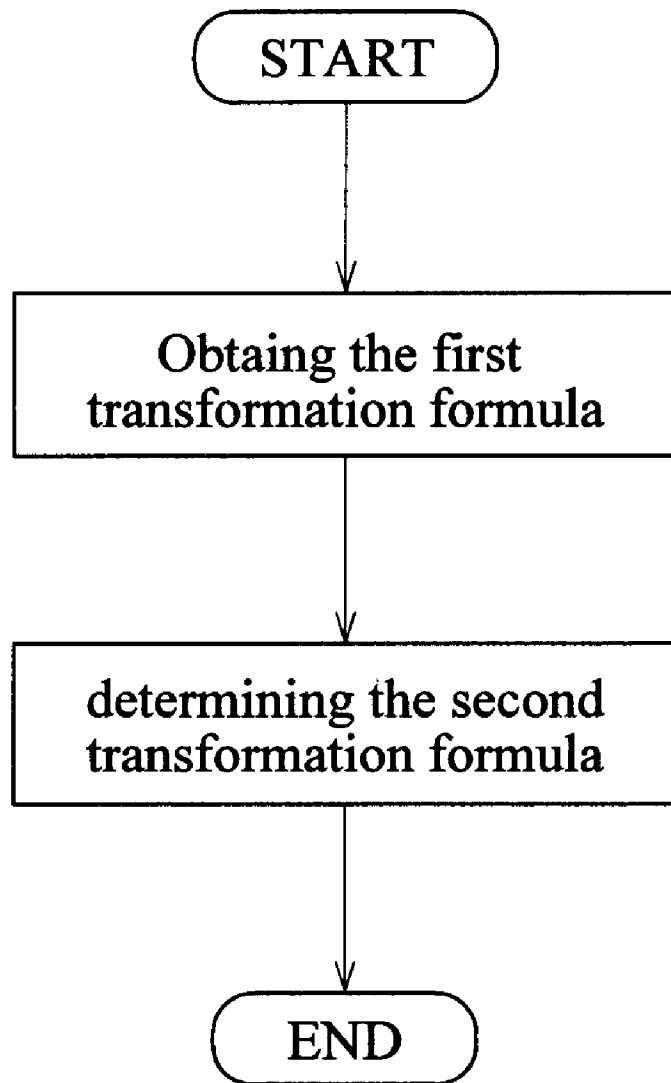 START
Obtaing the first
transformation formula
determining the second
transformation formula
END